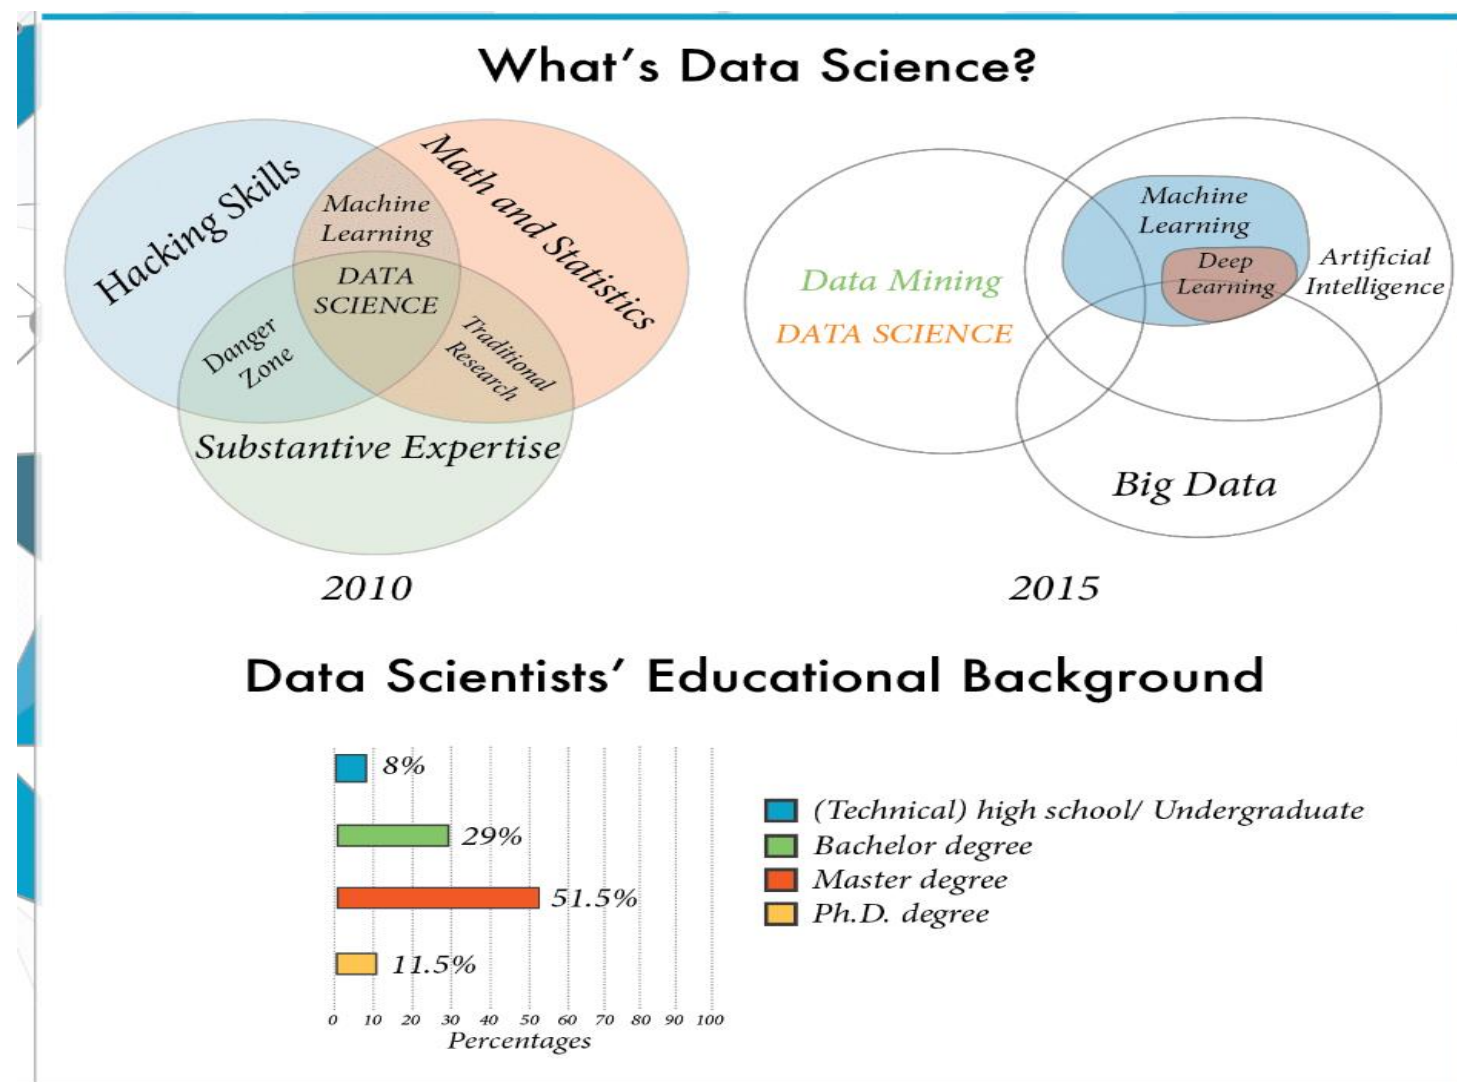 What's Data Science?
Hacking Skills
Math and Statistics
Machine
Learning
DATA
SCIENCE
Danger
Zone
Traditional
Research
Substantive Expertise
2010
Data Mining
DATA SCIENCE
Machine
Learning
Deep
Learning
Artificial
Intelligence
Big Data
2015
Data Scientists' Educational Background
8%
29%
51.5%
11.5%
0 10 20 30 40 50 60 70 80 90 100
Percentages
(Technical) high school/ Undergraduate
Bachelor degree
Master degree
Ph.D. degree